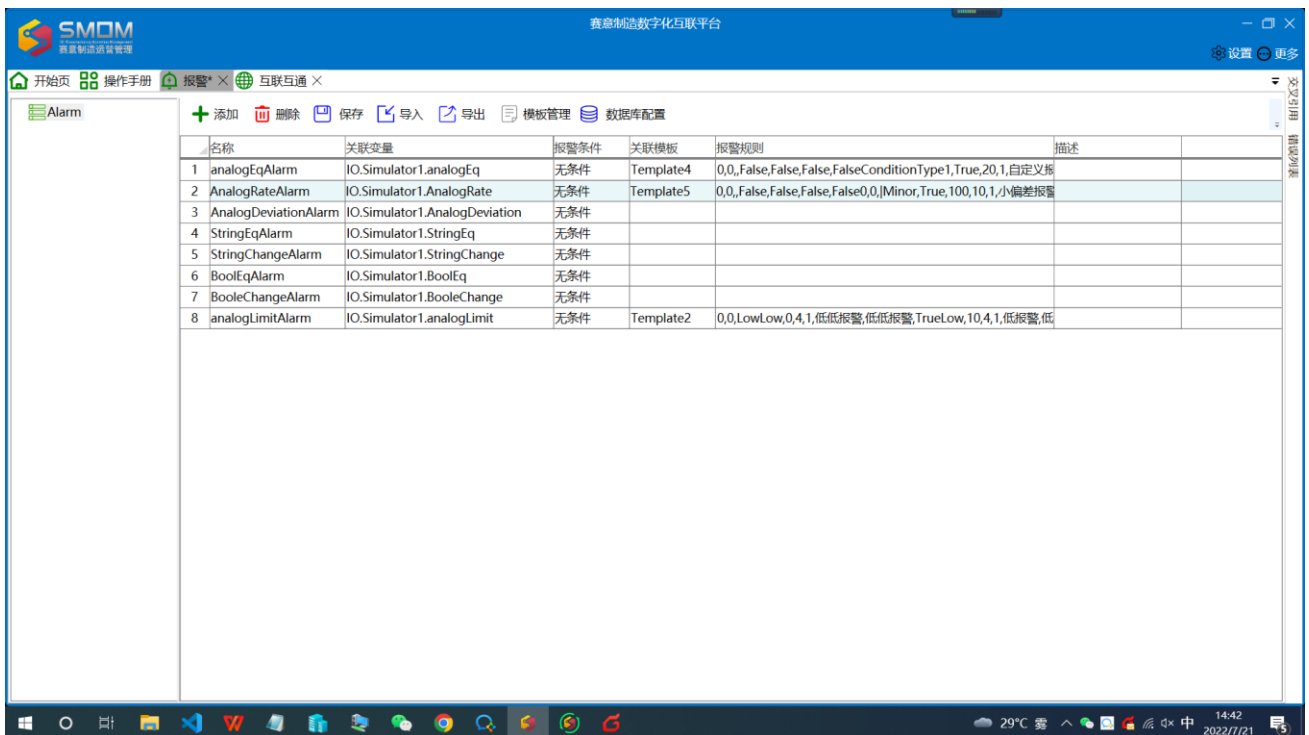 赛意制造数字化互联平台
SMOM
赛意制造运营管理
设置 更多
开始页 操作手册 报警* 互联互通
交叉引用
错误列表
Alarm
添加 删除 保存 导入 导出 模板管理 数据库配置
名称 关联变量 报警条件 关联模板 报警规则 描述
1 analogEqAlarm IO.Simulator1.analogEq 无条件 Template4 0,0,,False,False,False,FalseConditionType1,True,20,1,自定义报
2 AnalogRateAlarm IO.Simulator1.AnalogRate 无条件 Template5 0,0,,False,False,False,False0,0,|Minor,True,100,10,1,小偏差报警
3 AnalogDeviationAlarm IO.Simulator1.AnalogDeviation 无条件
4 StringEqAlarm IO.Simulator1.StringEq 无条件
5 StringChangeAlarm IO.Simulator1.StringChange 无条件
6 BoolEqAlarm IO.Simulator1.BoolEq 无条件
7 BooleChangeAlarm IO.Simulator1.BooleChange 无条件
8 analogLimitAlarm IO.Simulator1.analogLimit 无条件 Template2 0,0,LowLow,0,4,1,低低报警,低低报警,TrueLow,10,4,1,低报警,低
29°C 雾 中 14:42
2022/7/21